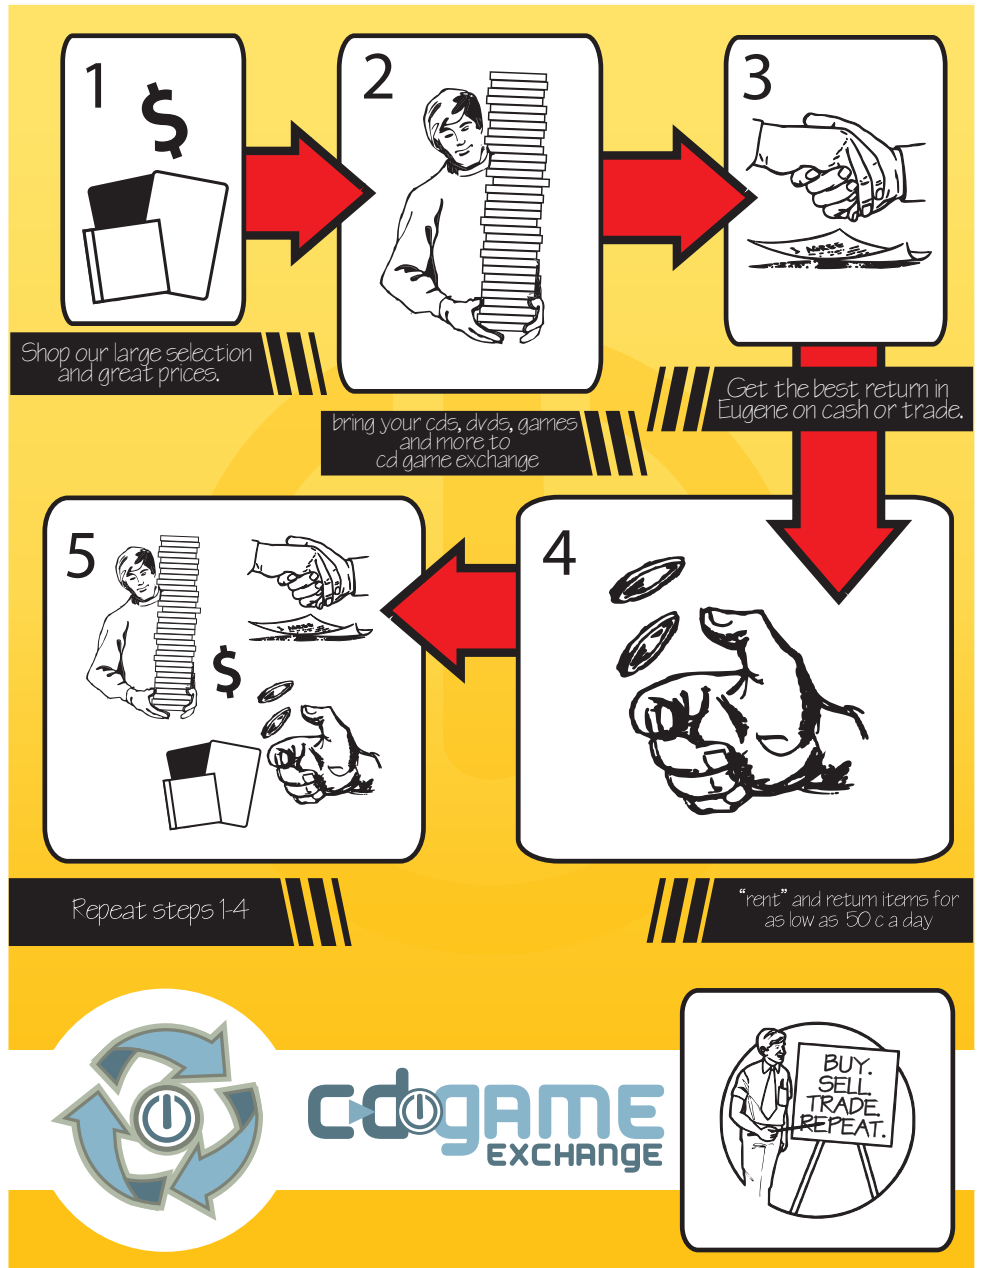 1
$
Shop our large selection
and great prices.
2
bring your cds, dvds, games
and more to
cd game exchange
3
I AGREE
Get the best return in
Eugene on cash or trade.
4
"rent" and return items for
as low as 50 c a day
5
I AGREE
$
Repeat steps 1-4
cd game
EXCHANGE
BUY.
SELL
TRADE.
REPEAT.